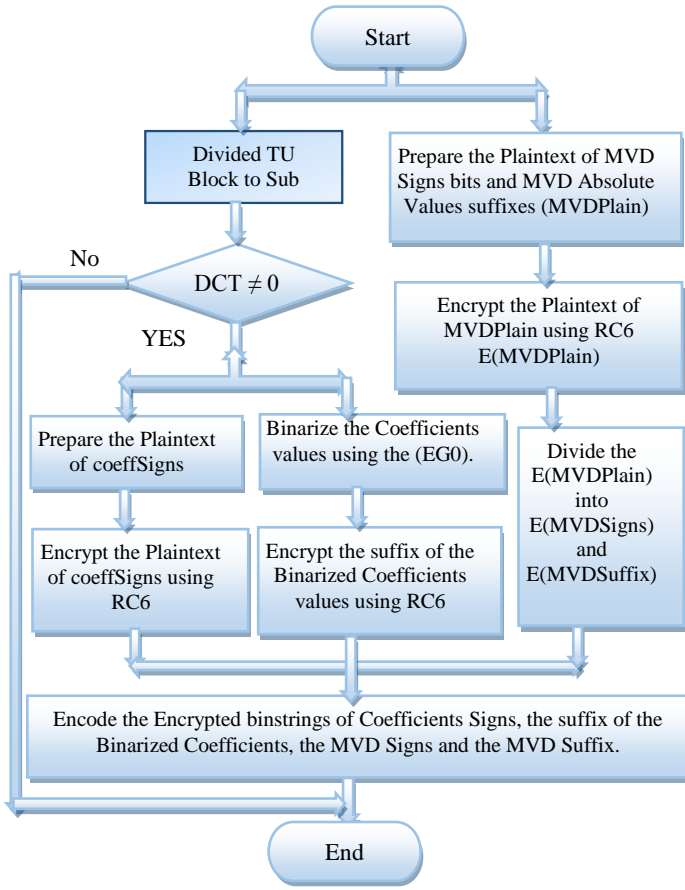 Start
Divided TU
Block to Sub
Prepare the Plaintext of MVD
Signs bits and MVD Absolute
Values suffixes (MVDPlain)
No
DCT ≠ 0
YES
Encrypt the Plaintext of
MVDPlain using RC6
E(MVDPlain)
Prepare the Plaintext
of coeffSigns
Binarize the Coefficients
values using the (EG0).
Divide the
E(MVDPlain)
into
E(MVDSigns)
and
E(MVDSuffix)
Encrypt the Plaintext
of coeffSigns using
RC6
Encrypt the suffix of the
Binarized Coefficients
values using RC6
Encode the Encrypted binstrings of Coefficients Signs, the suffix of the
Binarized Coefficients, the MVD Signs and the MVD Suffix.
End